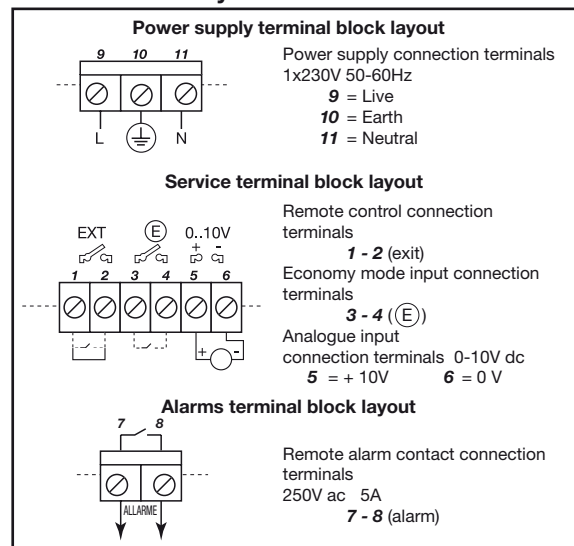 Power supply terminal block layout
9 10 11
L N
Power supply connection terminals
1x230V 50-60Hz
9 = Live
10 = Earth
11 = Neutral
Service terminal block layout
EXT E 0..10V
+ -
1 2 3 4 5 6
+ -
Remote control connection
terminals
1 - 2 (exit)
Economy mode input connection
terminals
3 - 4 (E)
Analogue input
connection terminals 0-10V dc
5 = + 10V 6 = 0 V
Alarms terminal block layout
7 8
ALLARME
Remote alarm contact connection
terminals
250V ac 5A
7 - 8 (alarm)